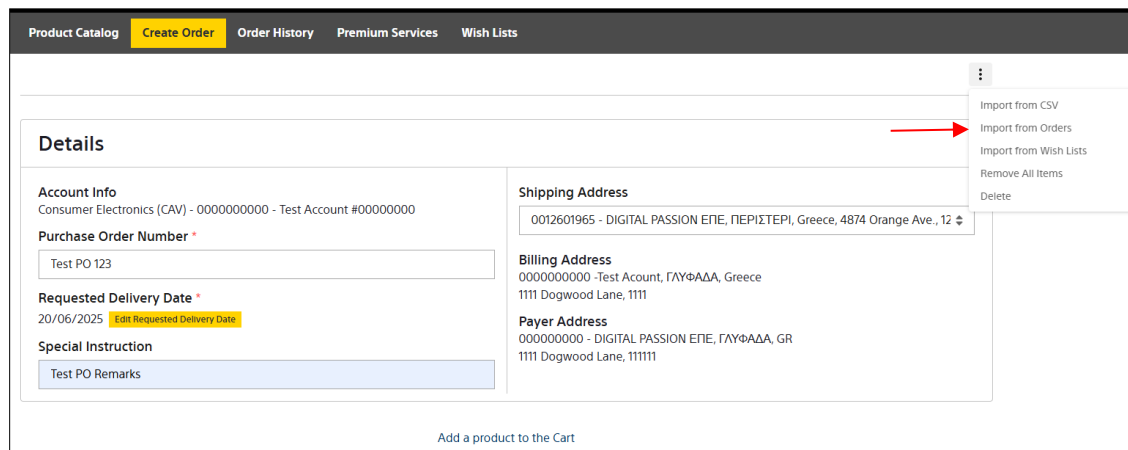 Product Catalog Create Order Order History Premium Services Wish Lists
Import from CSV
Import from Orders
Import from Wish Lists
Remove All Items
Delete
Details
Account Info
Consumer Electronics (CAV) - 0000000000 - Test Account #00000000
Purchase Order Number *
Test PO 123
Requested Delivery Date *
20/06/2025 Edit Requested Delivery Date
Special Instruction
Test PO Remarks
Shipping Address
0012601965 - DIGITAL PASSION ΕΠΕ, ΠΕΡΙΣΤΕΡΙ, Greece, 4874 Orange Ave., 12
Billing Address
0000000000 -Test Acount, ΓΛΥΦΑΔΑ, Greece
1111 Dogwood Lane, 1111
Payer Address
000000000 - DIGITAL PASSION ΕΠΕ, ΓΛΥΦΑΔΑ, GR
1111 Dogwood Lane, 111111
Add a product to the Cart